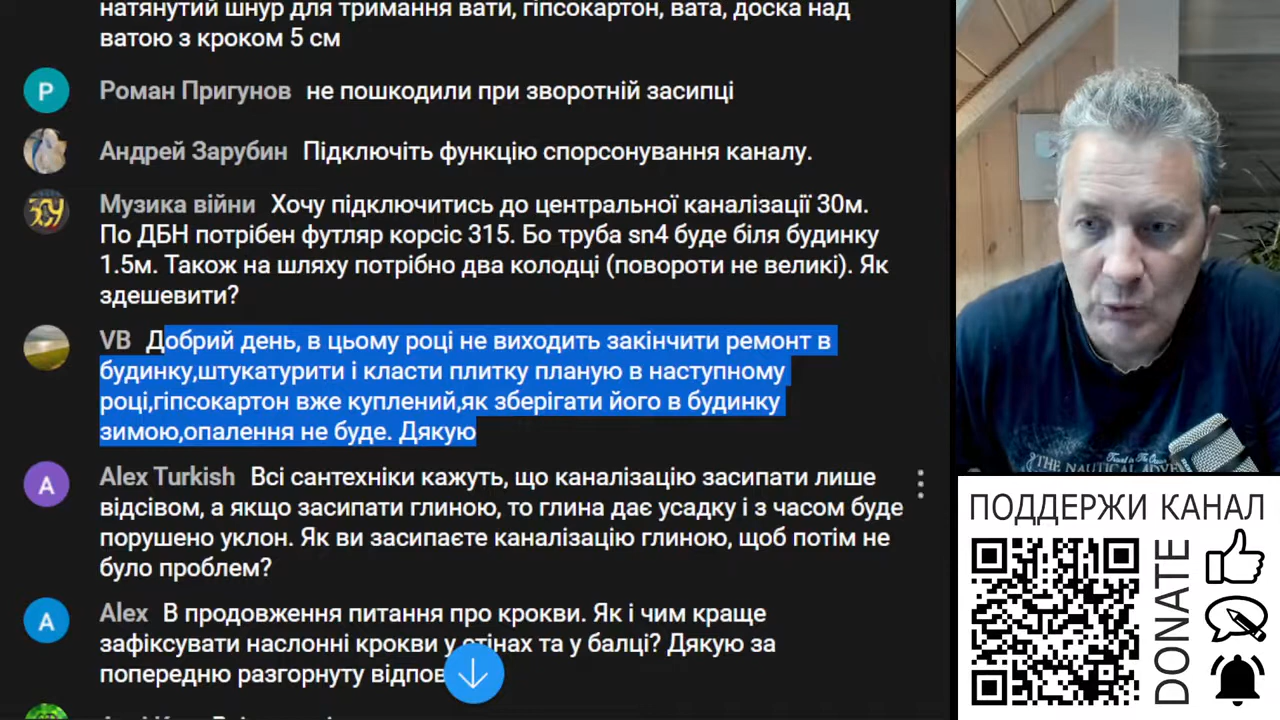 натянутий шнур для тримання вати, гіпсокартон, вата, доска над
ватою з кроком 5 см
P Роман Пригунов не пошкодили при зворотній засипці
Андрей Зарубин Підключіть функцію спорсонування каналу.
Музика війни Хочу підключитись до центральної каналізації 30м.
По ДБН потрібен футляр корсіс 315. Бо труба sn4 буде біля будинку
1.5м. Також на шляху потрібно два колодці (повороти не великі). Як
здешевити?
VB Добрий день, в цьому році не виходить закінчити ремонт в
будинку,штукатурити і класти плитку планую в наступному
році,гіпсокартон вже куплений,як зберігати його в будинку
зимою,опалення не буде. Дякую
A Alex Turkish Всі сантехніки кажуть, що каналізацію засипати лише
відсівом, а якщо засипати глиною, то глина дає усадку і з часом буде
порушено уклон. Як ви засипаєте каналізацію глиною, щоб потім не
було проблем?
A Alex В продовження питання про крокви. Як і чим краще
зафіксувати наслонні крокви у стінах та у балці? Дякую за
попередню разгорнуту відпов
THE NAUTICAL ADVE
ПОДДЕРЖИ КАНАЛ
DONATE